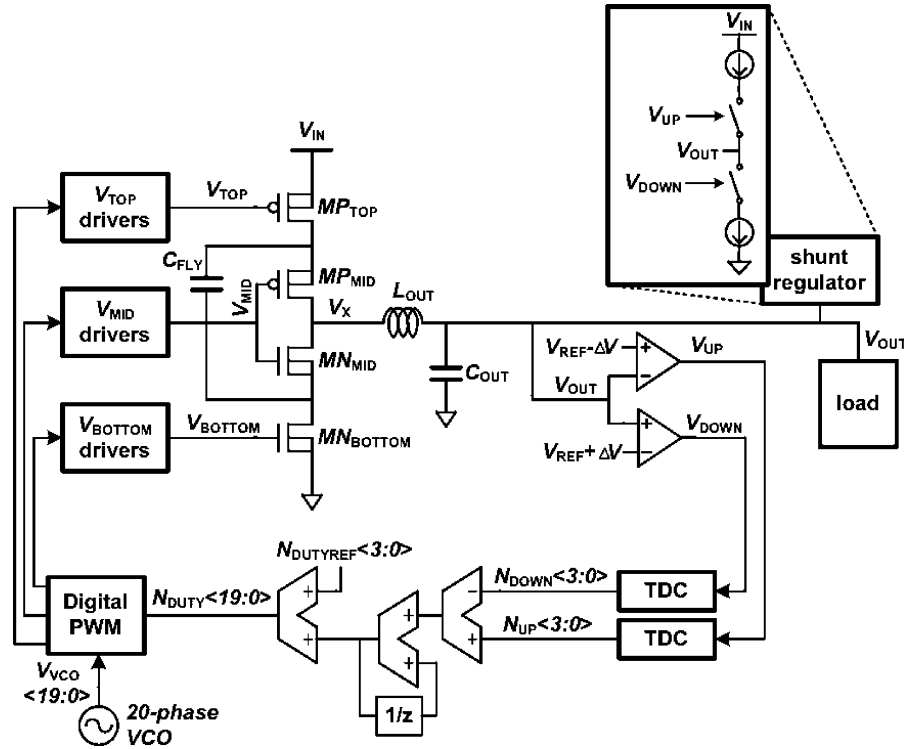 VIN
VUP
VOUT
VDOWN
VIN
VTOP drivers
VTOP
MPTOP
shunt regulator
CFLY
MPMID
VMID
LOUT
VMID drivers
VX
VOUT
MNMID
VREF-ΔV
+
VUP
-
COUT
VOUT
load
VBOTTOM drivers
VBOTTOM
MNBOTTOM
+
VDOWN
VREF+ΔV
-
NDUTYREF<3:0>
NDOWN<3:0>
TDC
Digital PWM
NDUTY<19:0>
+
+
-
+
+
+
NUP<3:0>
TDC
VVCO
<19:0>
1/z
20-phase
VCO